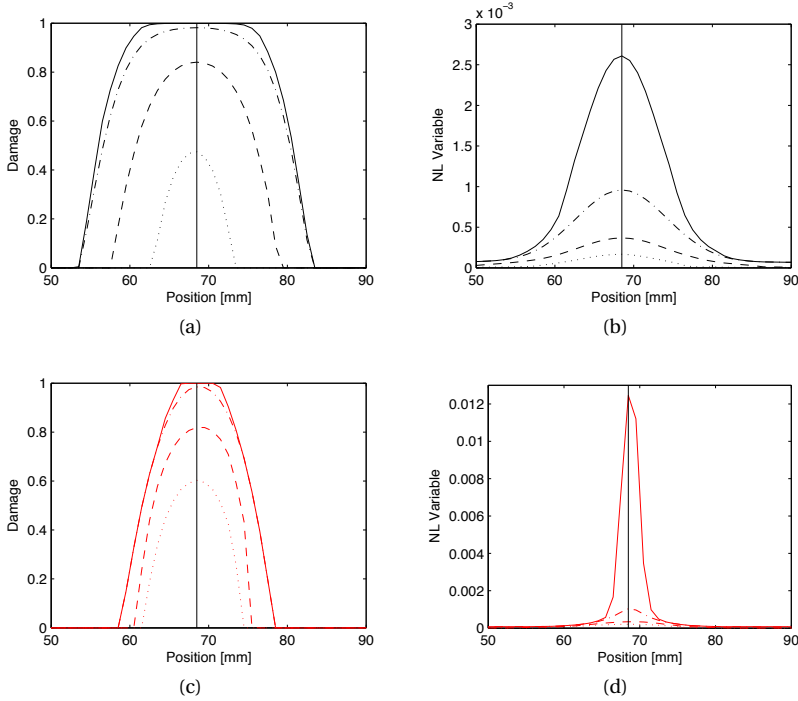 1
0.8
0.6
0.4
0.2
0
Damage
50 60 70 80 90
Position [mm]
(a)
x 10⁻³
3
2.5
2
1.5
1
0.5
0
NL Variable
50 60 70 80 90
Position [mm]
(b)
1
0.8
0.6
0.4
0.2
0
Damage
50 60 70 80 90
Position [mm]
(c)
0.012
0.01
0.008
0.006
0.004
0.002
0
NL Variable
50 60 70 80 90
Position [mm]
(d)